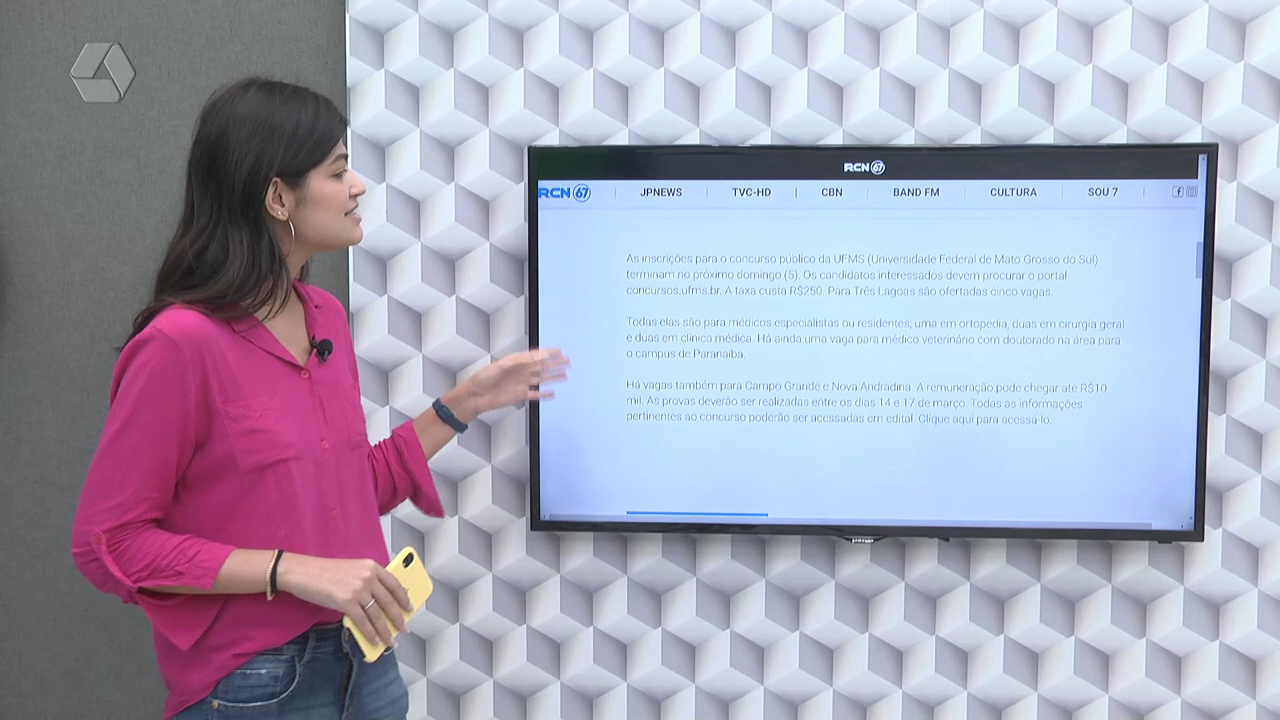 RCN 67
RCN 67 JPNEWS TVC-HD CBN BAND FM CULTURA SOU 7
As inscrições para o concurso público da UFMS (Universidade Federal de Mato Grosso do Sul)
terminam no próximo domingo (5). Os candidatos interessados devem procurar o portal
concursos.ufms.br. A taxa custa R$250. Para Três Lagoas são ofertadas cinco vagas.
Todas elas são para médicos especialistas ou residentes; uma em ortopedia, duas em cirurgia geral
e duas em clínica médica. Há ainda uma vaga para médico veterinário com doutorado na área para
o campus de Paranaíba.
Há vagas também para Campo Grande e Nova Andradina. A remuneração pode chegar até R$10
mil. As provas deverão ser realizadas entre os dias 14 e 17 de março. Todas as informações
pertinentes ao concurso poderão ser acessadas em edital. Clique aqui para acessá-lo.